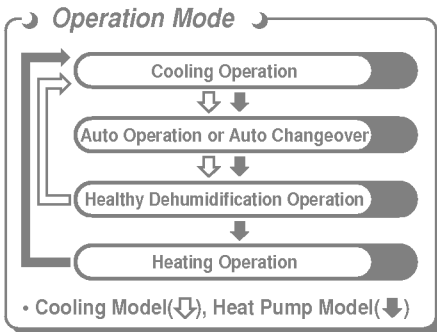 Operation Mode
Cooling Operation
Auto Operation or Auto Changeover
Healthy Dehumidification Operation
Heating Operation
• Cooling Model(⇩), Heat Pump Model(🡇)